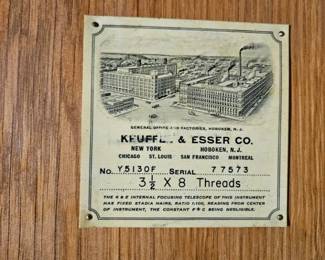 GENERAL OFFICE AND FACTORIES, HOBOKEN, N. J.
KEUFFEL & ESSER CO.
NEW YORK HOBOKEN, N. J.
CHICAGO ST. LOUIS SAN FRANCISCO MONTREAL
No. Y5130F SERIAL 77573
3½ X 8 Threads
THE K & E INTERNAL FOCUSING TELESCOPE OF THIS INSTRUMENT
HAS FIXED STADIA HAIRS, RATIO 1:100, READING FROM CENTER
OF INSTRUMENT, THE CONSTANT F+C BEING NEGLIGIBLE.